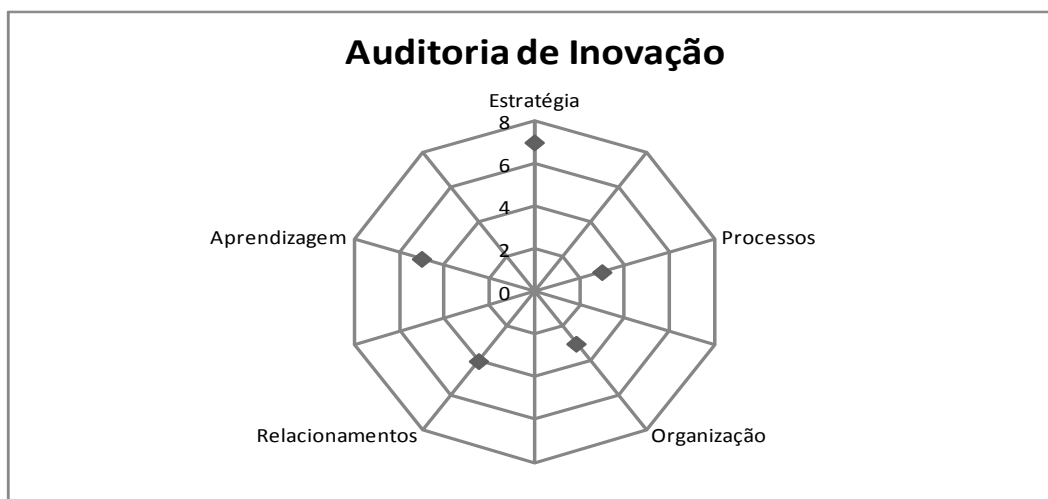 Auditoria de Inovação
Estratégia
8
6
4
2
0
Processos
Organização
Relacionamentos
Aprendizagem